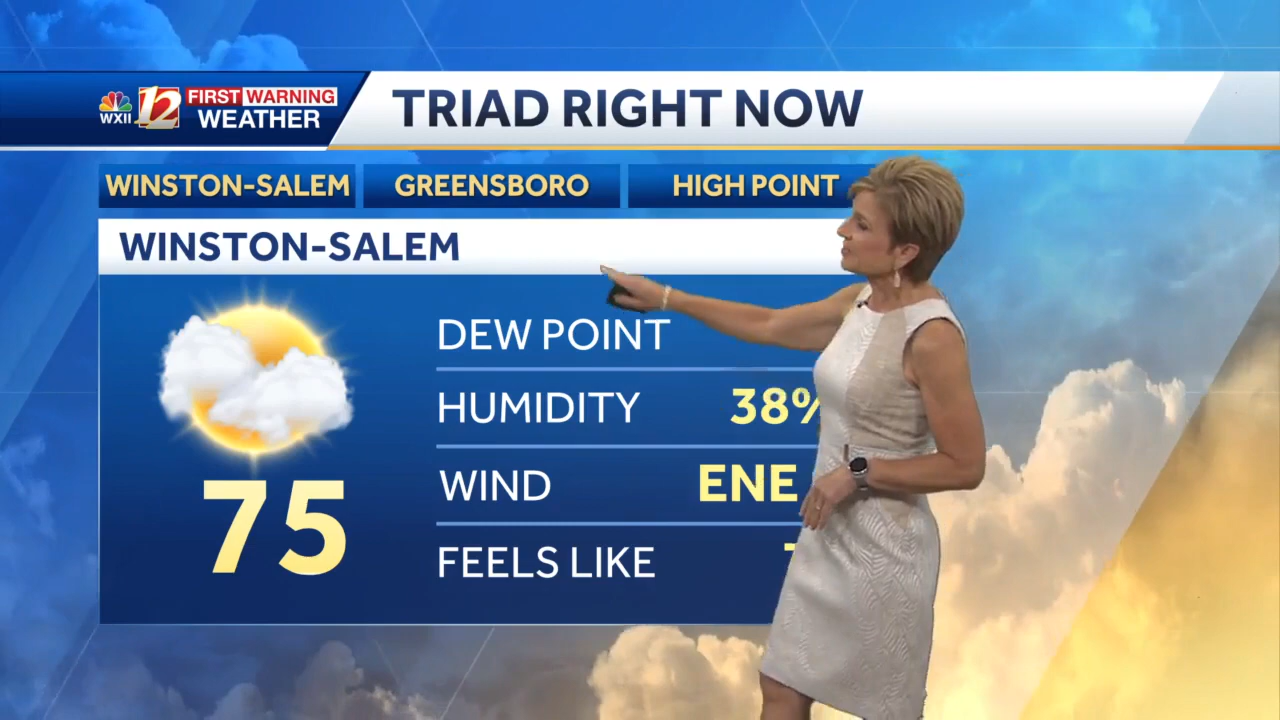 WXII 12 FIRST WARNING
WEATHER
TRIAD RIGHT NOW
WINSTON-SALEM
GREENSBORO
HIGH POINT
WINSTON-SALEM
75
DEW POINT
HUMIDITY 38%
WIND ENE
FEELS LIKE